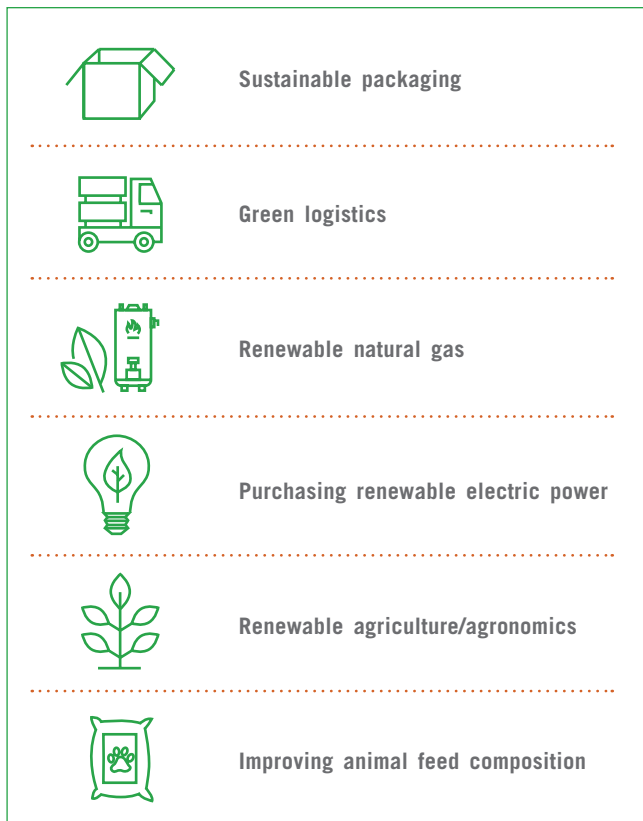 Sustainable packaging
Green logistics
Renewable natural gas
Purchasing renewable electric power
Renewable agriculture/agronomics
Improving animal feed composition